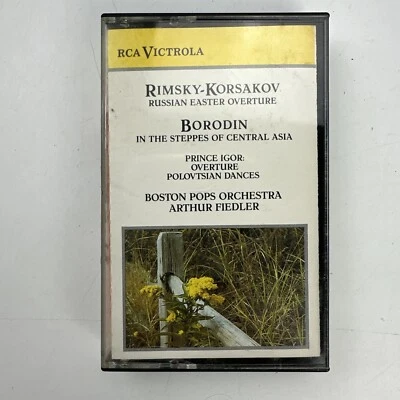 RCA VICTROLA
RIMSKY-KORSAKOV
RUSSIAN EASTER OVERTURE
BORODIN
IN THE STEPPES OF CENTRAL ASIA
PRINCE IGOR:
OVERTURE
POLOVTSIAN DANCES
BOSTON POPS ORCHESTRA
ARTHUR FIEDLER